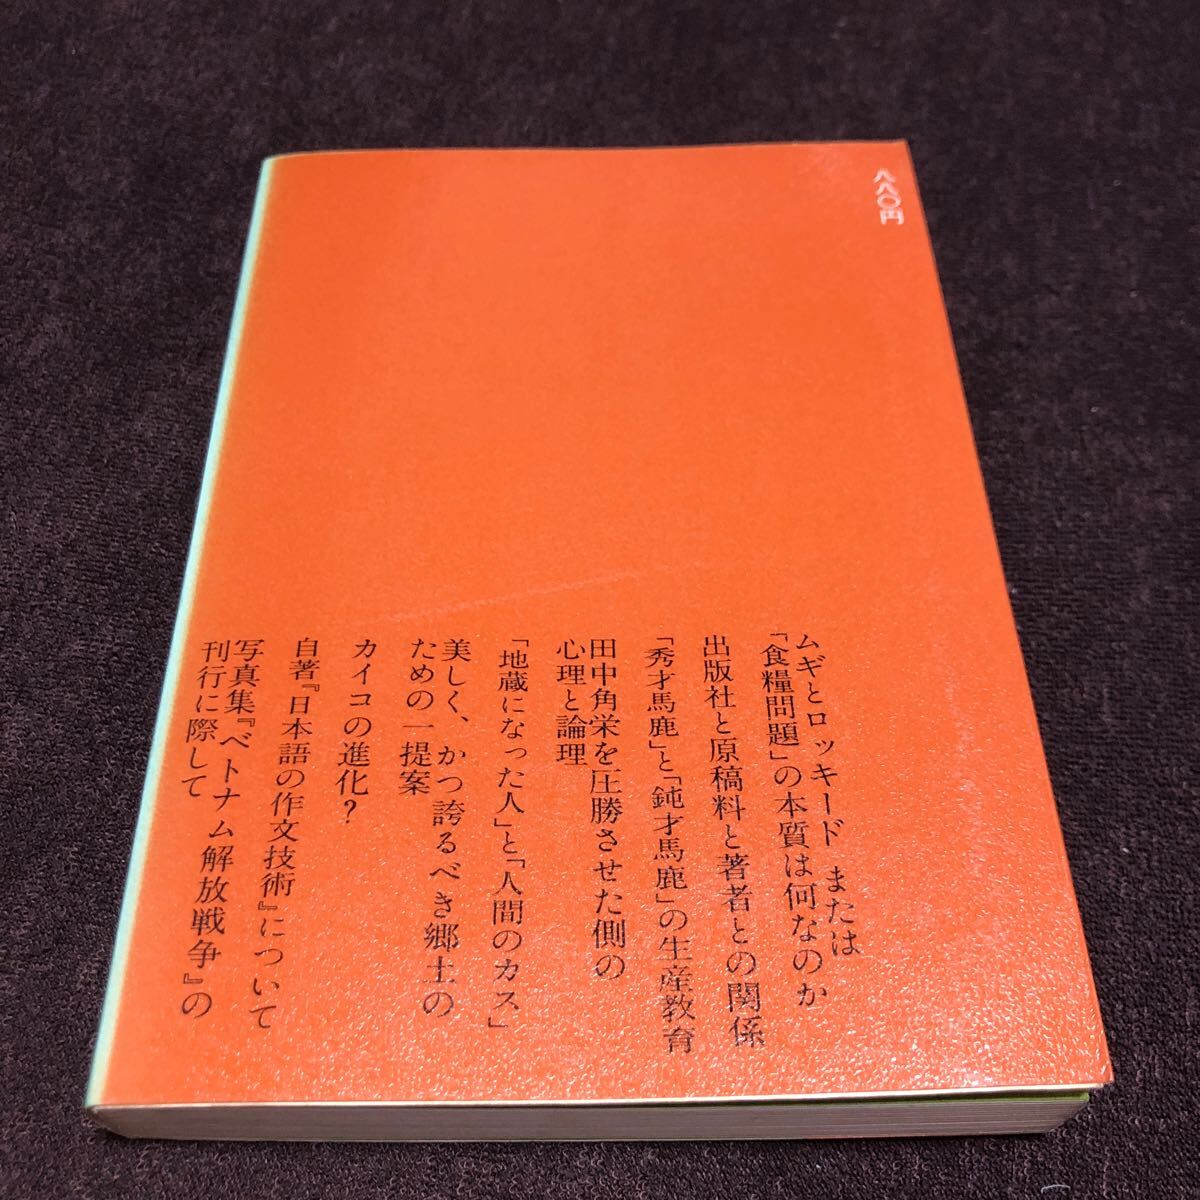 八八〇円
ムギとロッキード または
「食糧問題」の本質は何なのか
出版社と原稿料と著者との関係
「秀才馬鹿」と「鈍才馬鹿」の生産教育
田中角栄を圧勝させた側の
心理と論理
「地蔵になった人」と「人間のカス」
美しく、かつ誇るべき郷土の
ための一提案
カイコの進化？
自著『日本語の作文技術』について
写真集『ベトナム解放戦争』の
刊行に際して